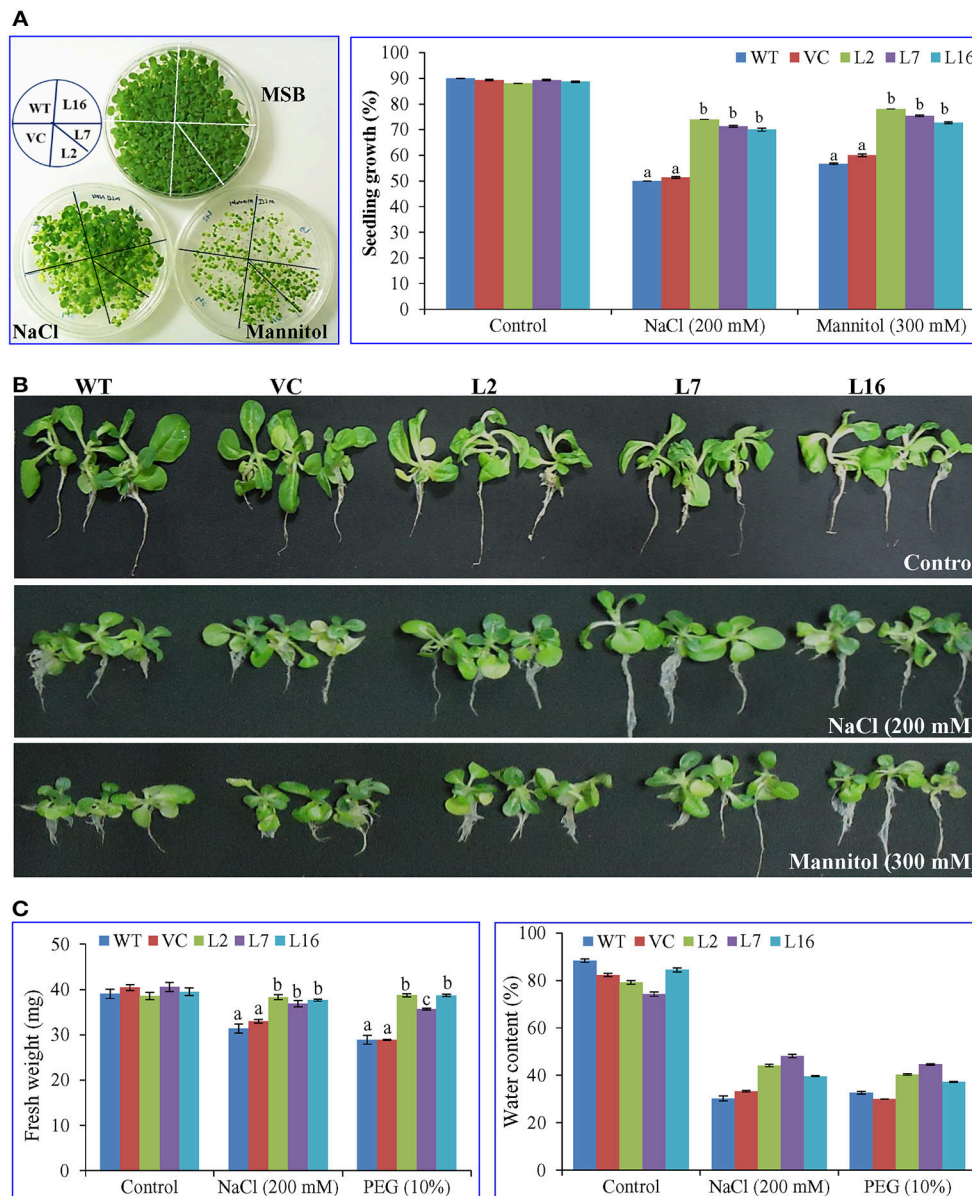 A
WT
L16
VC
L7
L2
MSB
NaCl
Mannitol
WT VC L2 L7 L16
Seedling growth (%)
100
90
80
70
60
50
40
30
20
10
0
a a b b b
a a b b b
Control NaCl (200 mM) Mannitol (300 mM)
B
WT VC L2 L7 L16
Contro
NaCl (200 mM)
Mannitol (300 mM)
C
WT VC L2 L7 L16
Fresh weight (mg)
50
40
30
20
10
0
a a b b b
a a b c b
Control NaCl (200 mM) PEG (10%)
WT VC L2 L7 L16
Water content (%)
100
80
60
40
20
0
Control NaCl (200 mM) PEG (10%)